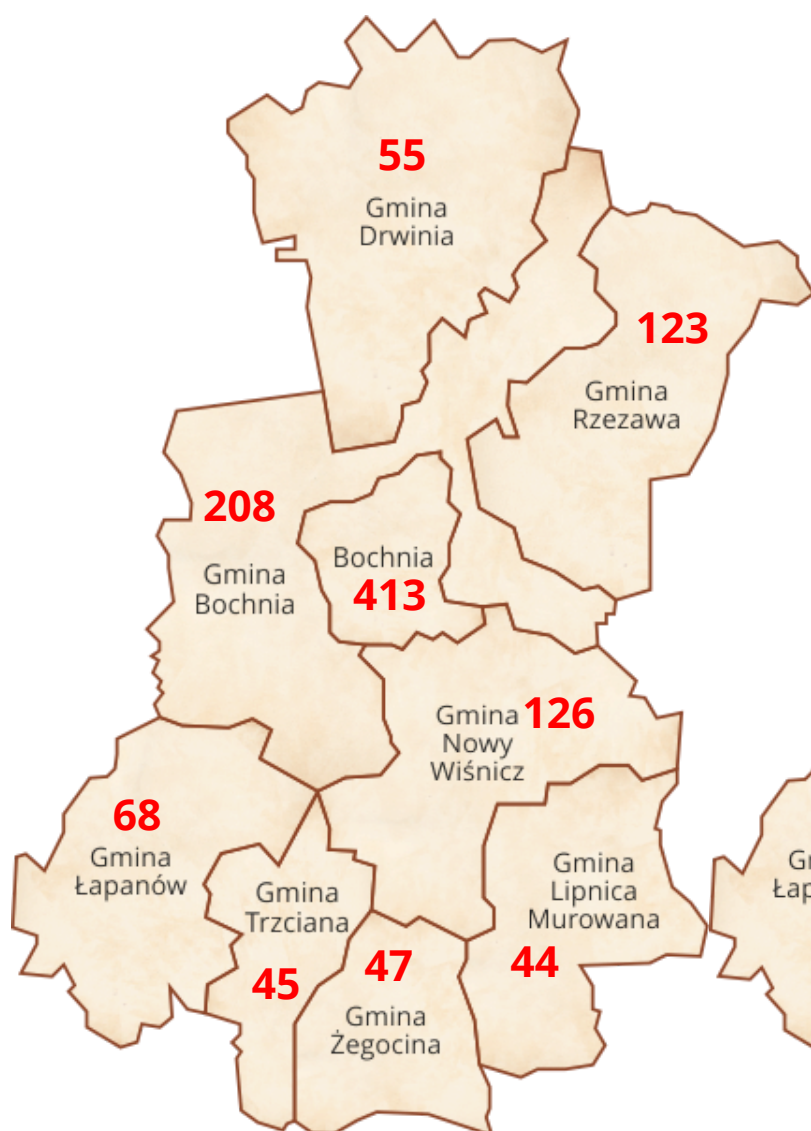 55
Gmina
Drwinia
123
Gmina
Rzezawa
208
Gmina
Bochnia
Bochnia
413
Gmina 126
Nowy
Wiśnicz
68
Gmina
Łapanów
Gmina
Trzciana
45
47
Gmina
Żegocina
Gmina
Lipnica
Murowana
44